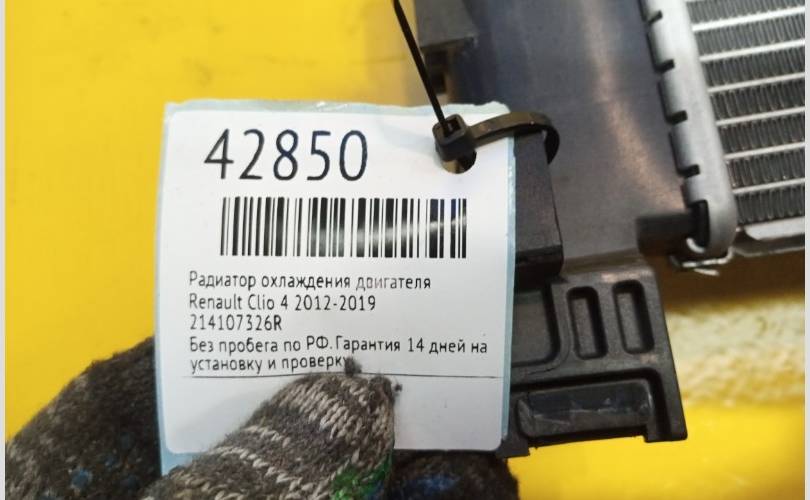 42850
Радиатор охлаждения двигателя
Renault Clio 4 2012-2019
214107326R
Без пробега по РФ. Гарантия 14 дней на
установку и проверку